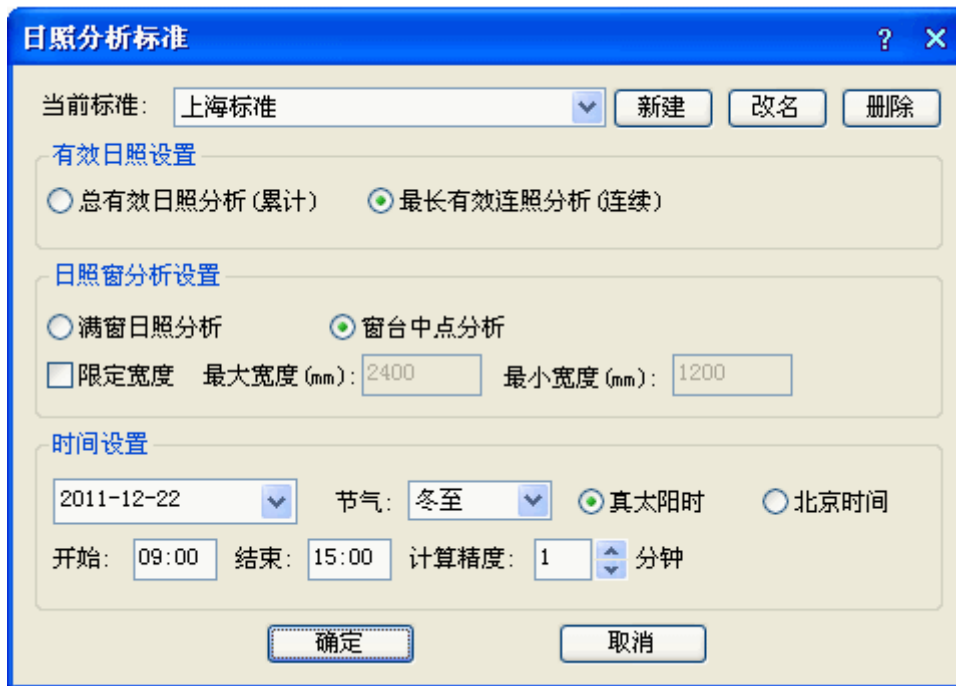 日照分析标准
当前标准: 上海标准 新建 改名 删除
有效日照设置
总有效日照分析(累计) 最长有效连照分析(连续)
日照窗分析设置
满窗日照分析 窗台中点分析
限定宽度 最大宽度(mm): 2400 最小宽度(mm): 1200
时间设置
2011-12-22 节气: 冬至 真太阳时 北京时间
开始: 09:00 结束: 15:00 计算精度: 1 分钟
确定 取消